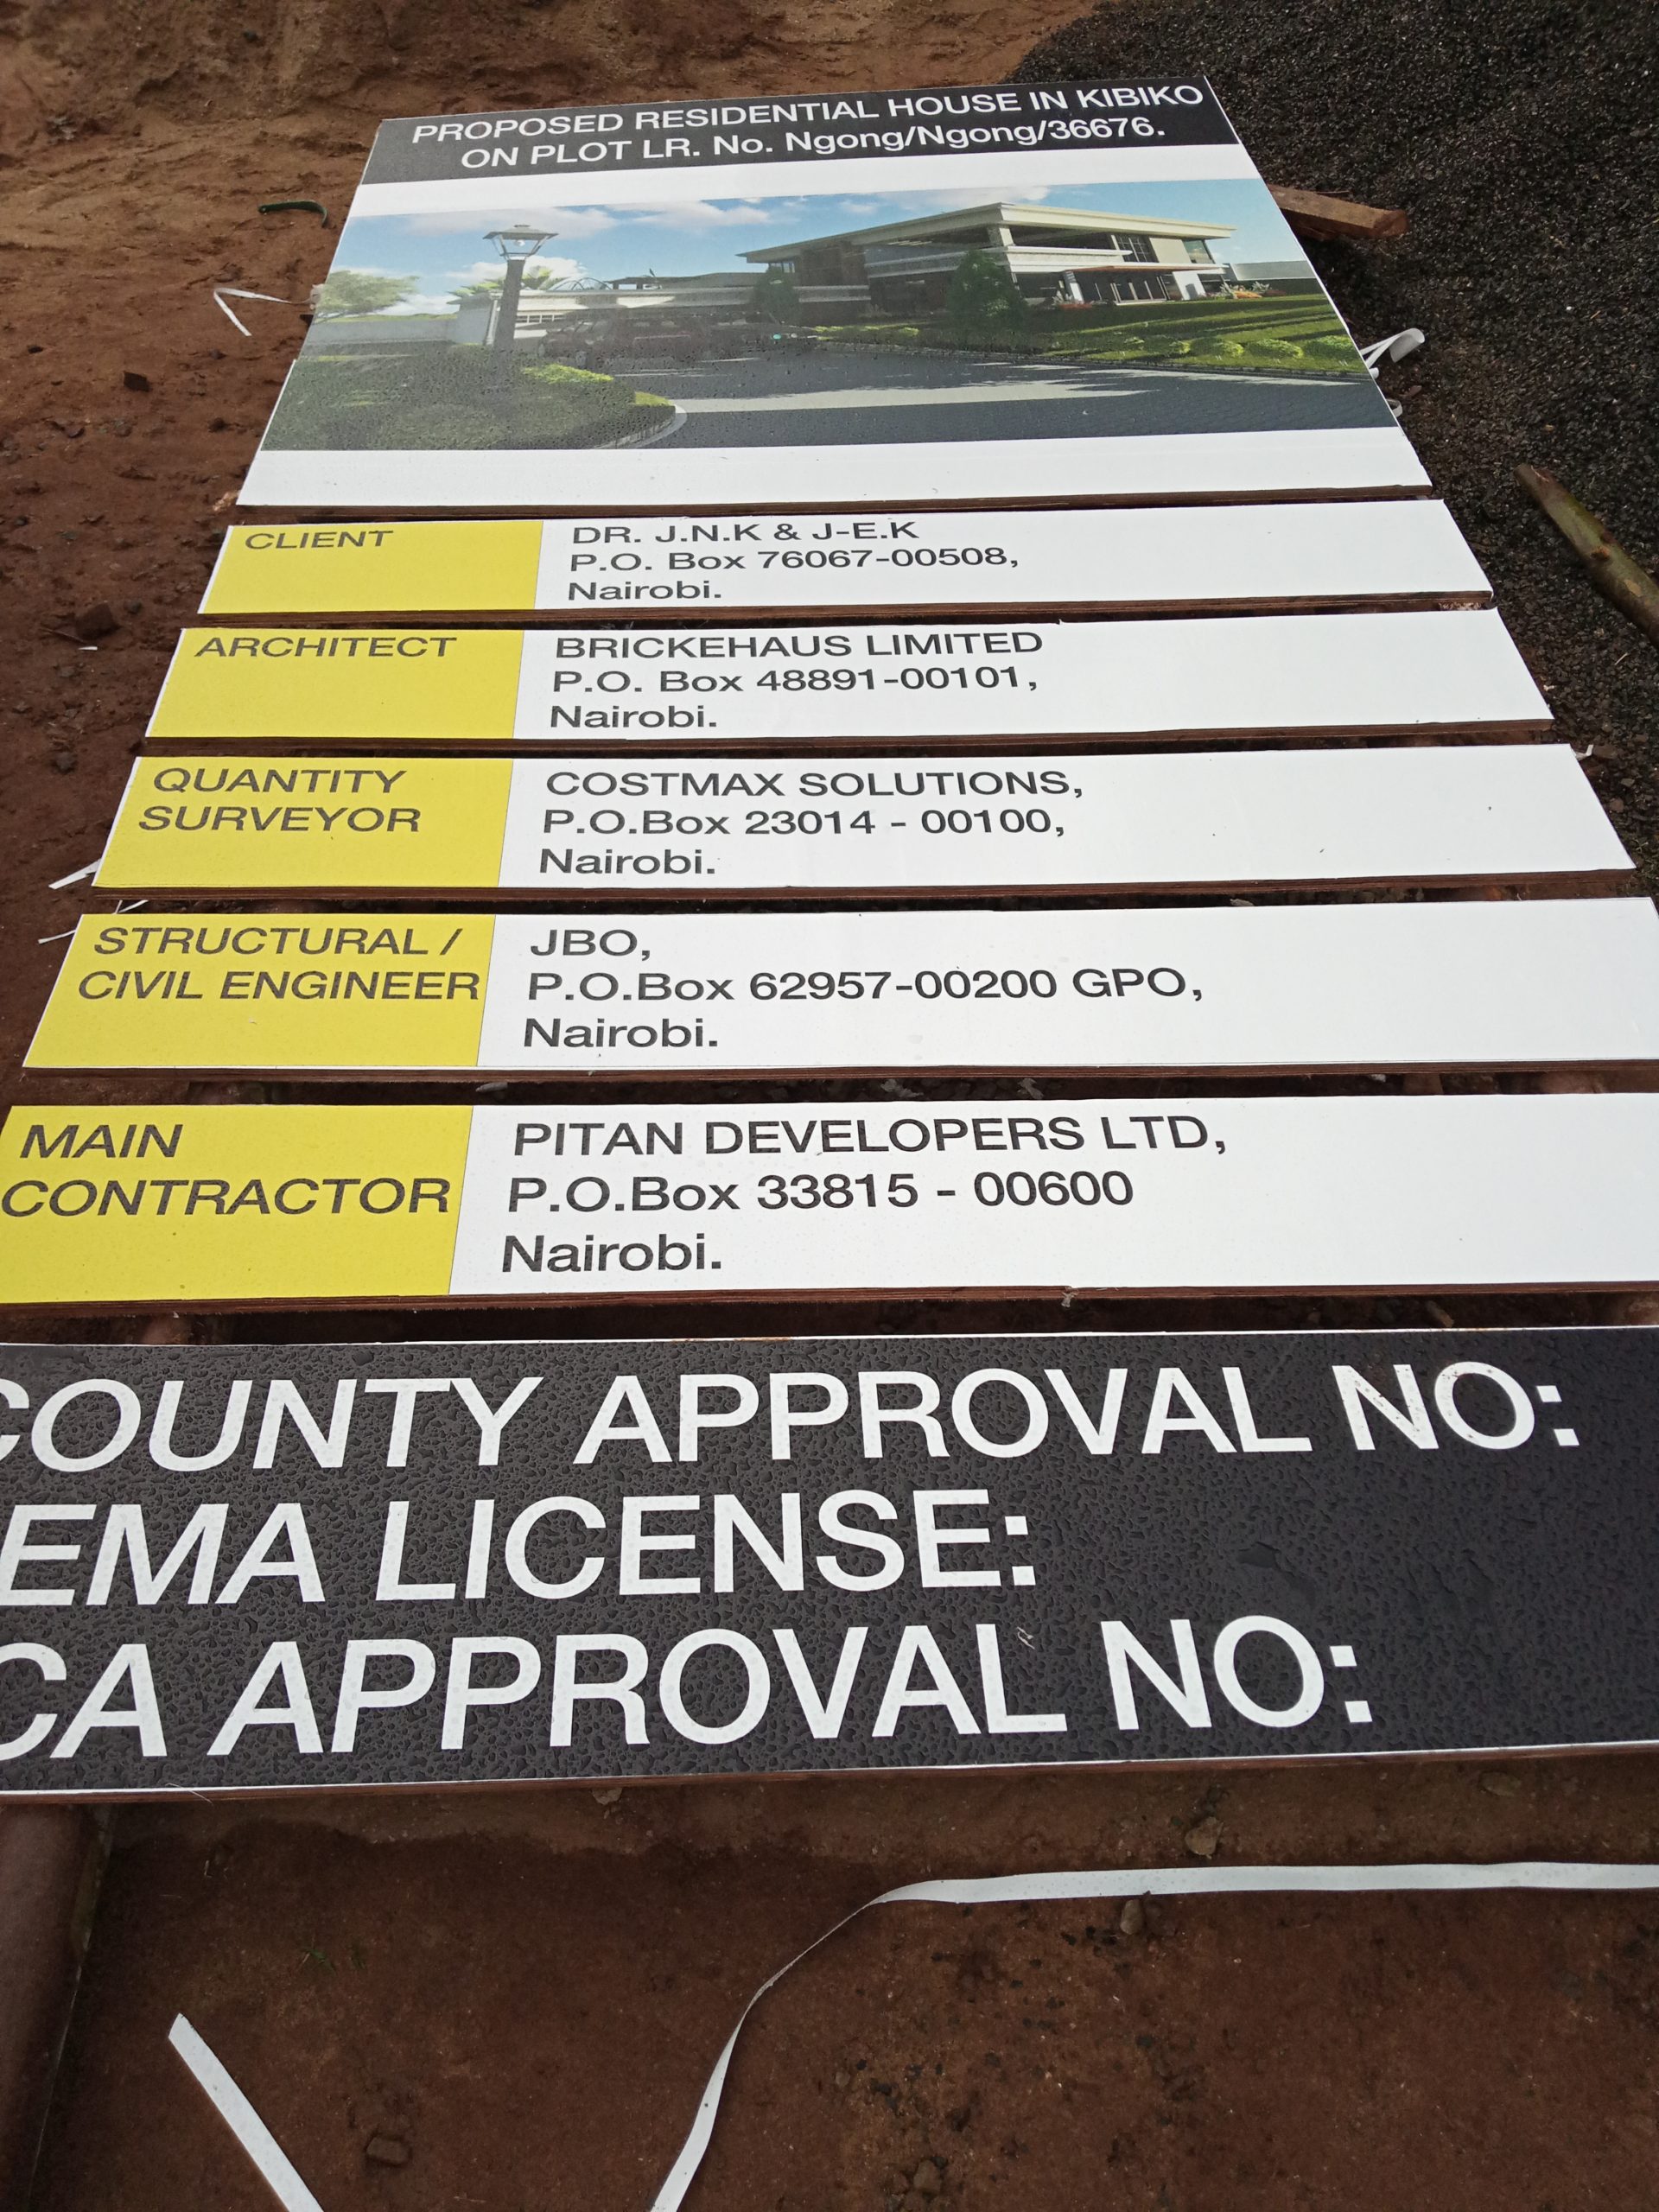 PROPOSED RESIDENTIAL HOUSE IN KIBIKO
ON PLOT LR. No. Ngong/Ngong/36676.
CLIENT
DR. J.N.K & J-E.K
P.O. Box 76067-00508,
Nairobi.
ARCHITECT
BRICKEHAUS LIMITED
P.O. Box 48891-00101,
Nairobi.
QUANTITY
SURVEYOR
COSTMAX SOLUTIONS,
P.O.Box 23014 - 00100,
Nairobi.
STRUCTURAL /
CIVIL ENGINEER
JBO,
P.O.Box 62957-00200 GPO,
Nairobi.
MAIN
CONTRACTOR
PITAN DEVELOPERS LTD,
P.O.Box 33815 - 00600
Nairobi.
COUNTY APPROVAL NO:
EMA LICENSE:
CA APPROVAL NO: